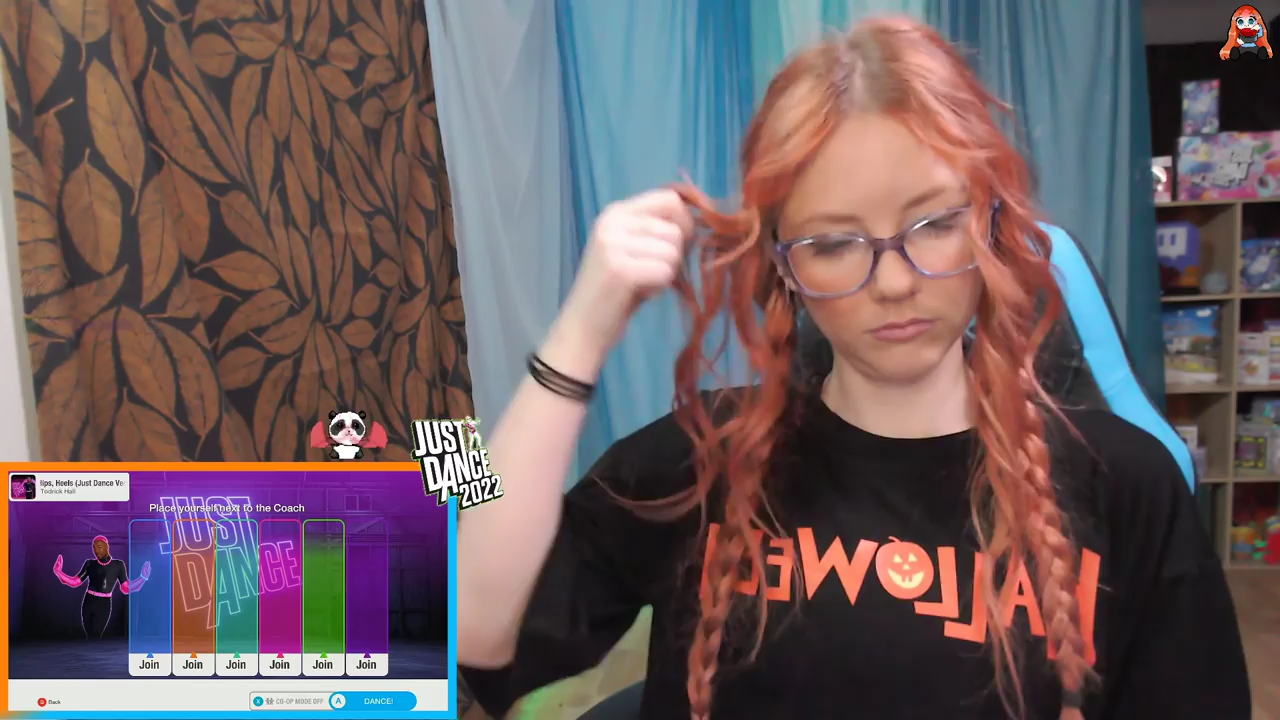 JUST
DANCE
2022
lips, Heels (Just Dance Ve
Todrick Hall
Place yourself next to the Coach
JUST
DANCE
Join
Join
Join
Join
Join
Join
Back
X
CO-OP MODE OFF
A
DANCE!
HALLOWEEN